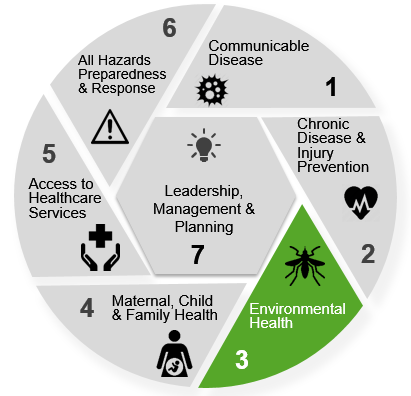 Communicable
Disease
1
Chronic
Disease &
Injury
Prevention
2
Environmental
Health
3
Maternal, Child
& Family Health
4
Access to
Healthcare
Services
5
All Hazards
Preparedness
& Response
6
Leadership,
Management &
Planning
7